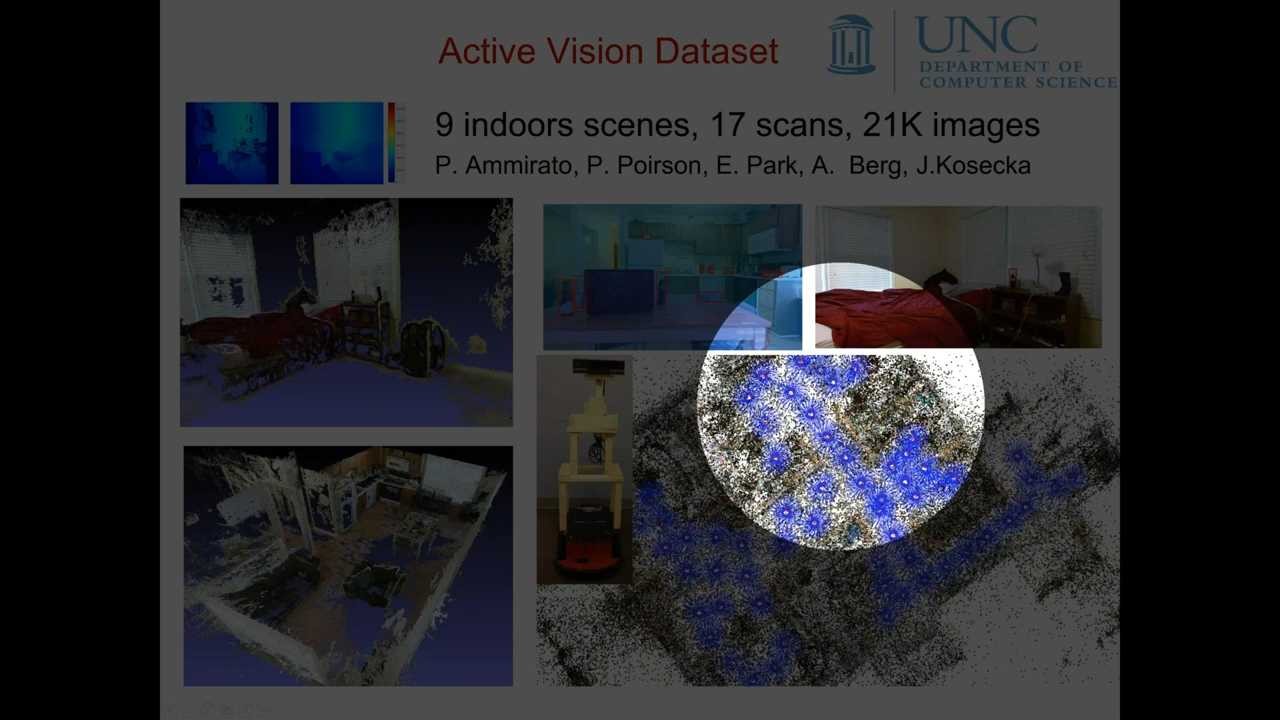 Active Vision Dataset
UNC
DEPARTMENT OF
COMPUTER SCIENCE
9 indoors scenes, 17 scans, 21K images
P. Ammirato, P. Poirson, E. Park, A. Berg, J.Kosecka